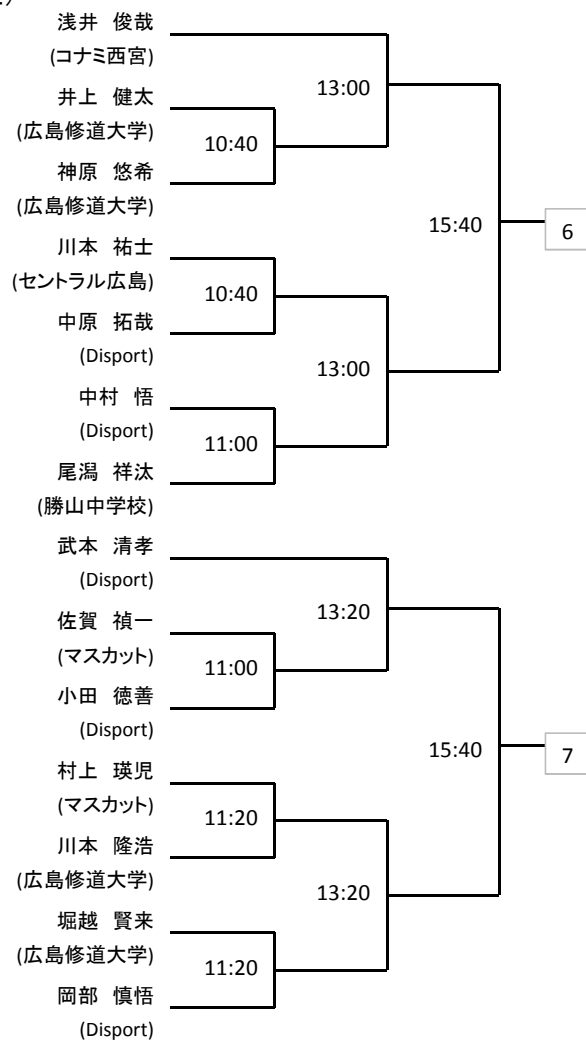 浅井 俊哉
(コナミ西宮)
13:00
井上 健太
(広島修道大学)
10:40
神原 悠希
(広島修道大学)
15:40
6
川本 祐士
(セントラル広島)
10:40
中原 拓哉
(Disport)
13:00
中村 悟
(Disport)
11:00
尾潟 祥汰
(勝山中学校)
武本 清孝
(Disport)
13:20
佐賀 禎一
(マスカット)
11:00
小田 徳善
(Disport)
15:40
7
村上 瑛児
(マスカット)
11:20
川本 隆浩
(広島修道大学)
13:20
堀越 賢来
(広島修道大学)
11:20
岡部 慎悟
(Disport)